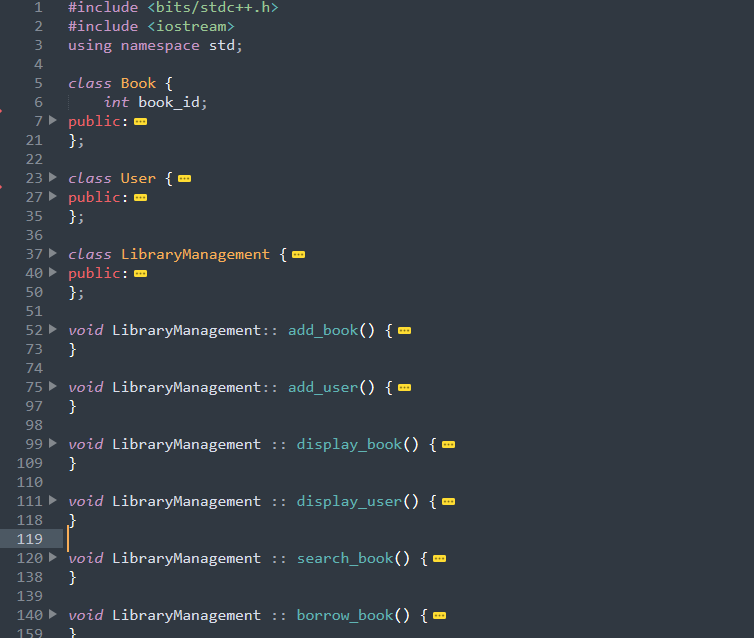 1 #include <bits/stdc++.h>
2 #include <iostream>
3 using namespace std;
4
5 class Book {
6     int book_id;
7 public:
21 };
22
23 class User {
27 public:
35 };
36
37 class LibraryManagement {
40 public:
50 };
51
52 void LibraryManagement:: add_book() {
73 }
74
75 void LibraryManagement:: add_user() {
97 }
98
99 void LibraryManagement :: display_book() {
109 }
110
111 void LibraryManagement :: display_user() {
118 }
119
120 void LibraryManagement :: search_book() {
138 }
139
140 void LibraryManagement :: borrow_book() {
159 }